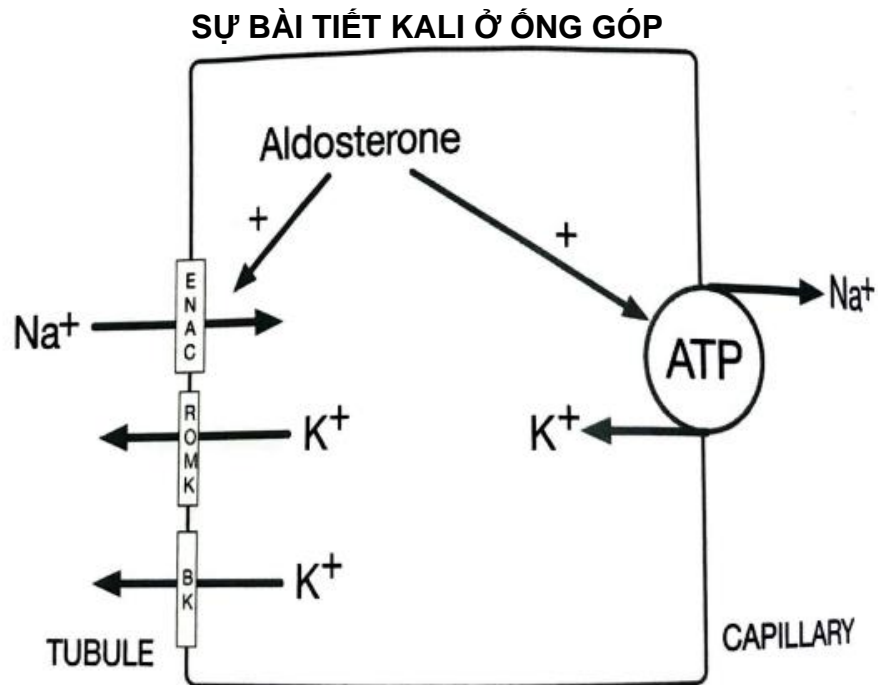 SỰ BÀI TIẾT KALI Ở ỐNG GÓP
Aldosterone
+
+
ENAC
Na+
Na+
ATP
ROMK
K+
K+
BK
K+
TUBULE
CAPILLARY